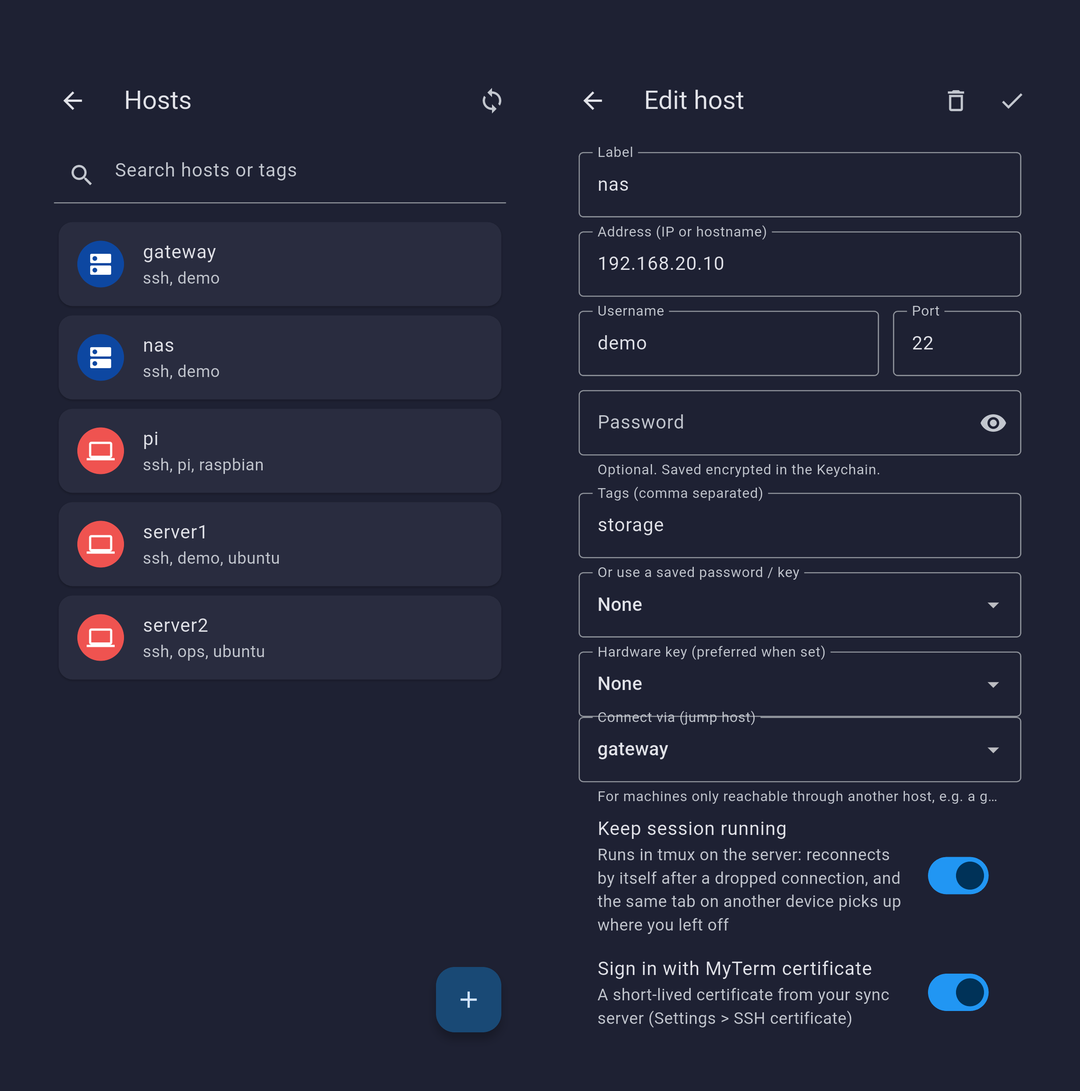 Hosts
Search hosts or tags
gateway
ssh, demo
nas
ssh, demo
pi
ssh, pi, raspbian
server1
ssh, demo, ubuntu
server2
ssh, ops, ubuntu
Edit host
Label
nas
Address (IP or hostname)
192.168.20.10
Username
demo
Port
22
Password
Optional. Saved encrypted in the Keychain.
Tags (comma separated)
storage
Or use a saved password / key
None
Hardware key (preferred when set)
None
Connect via (jump host)
gateway
For machines only reachable through another host, e.g. a g…
Keep session running
Runs in tmux on the server: reconnects
by itself after a dropped connection, and
the same tab on another device picks up
where you left off
Sign in with MyTerm certificate
A short-lived certificate from your sync
server (Settings > SSH certificate)